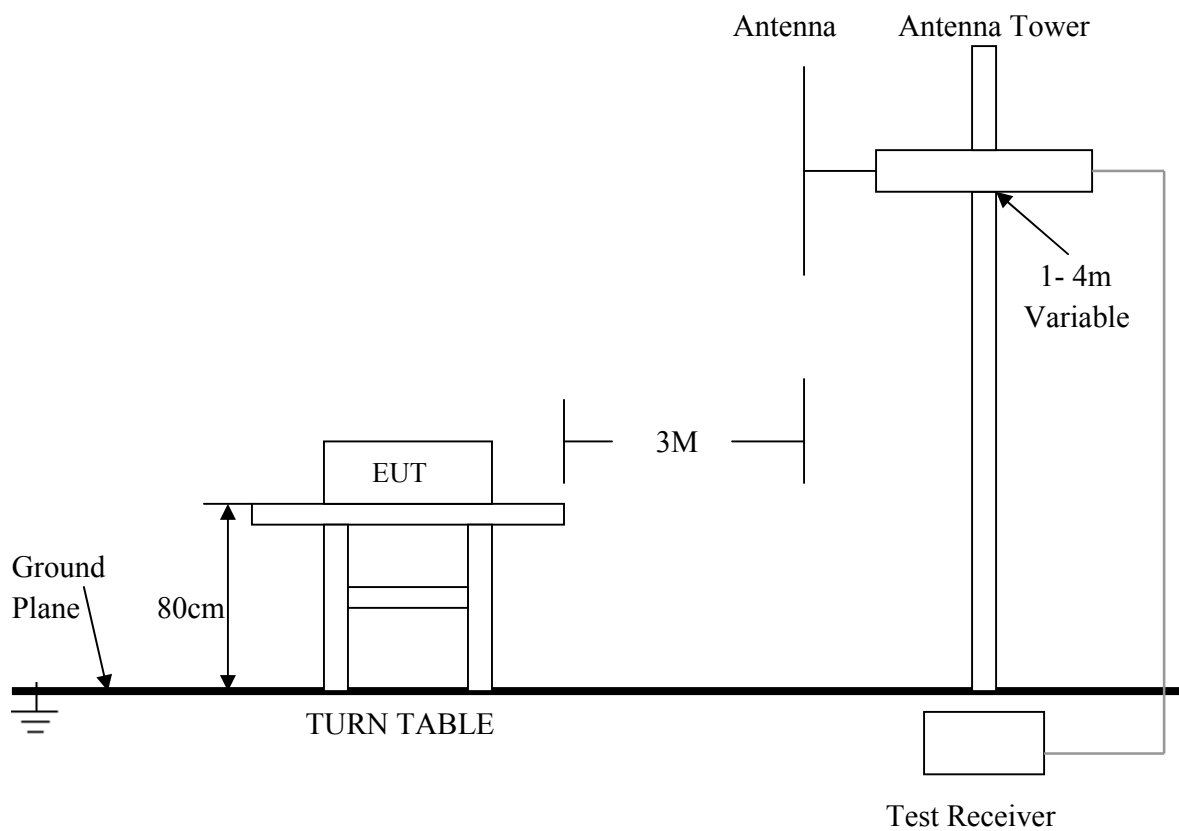 Antenna
Antenna Tower
1- 4m
Variable
3M
EUT
Ground
Plane
80cm
TURN TABLE
Test Receiver